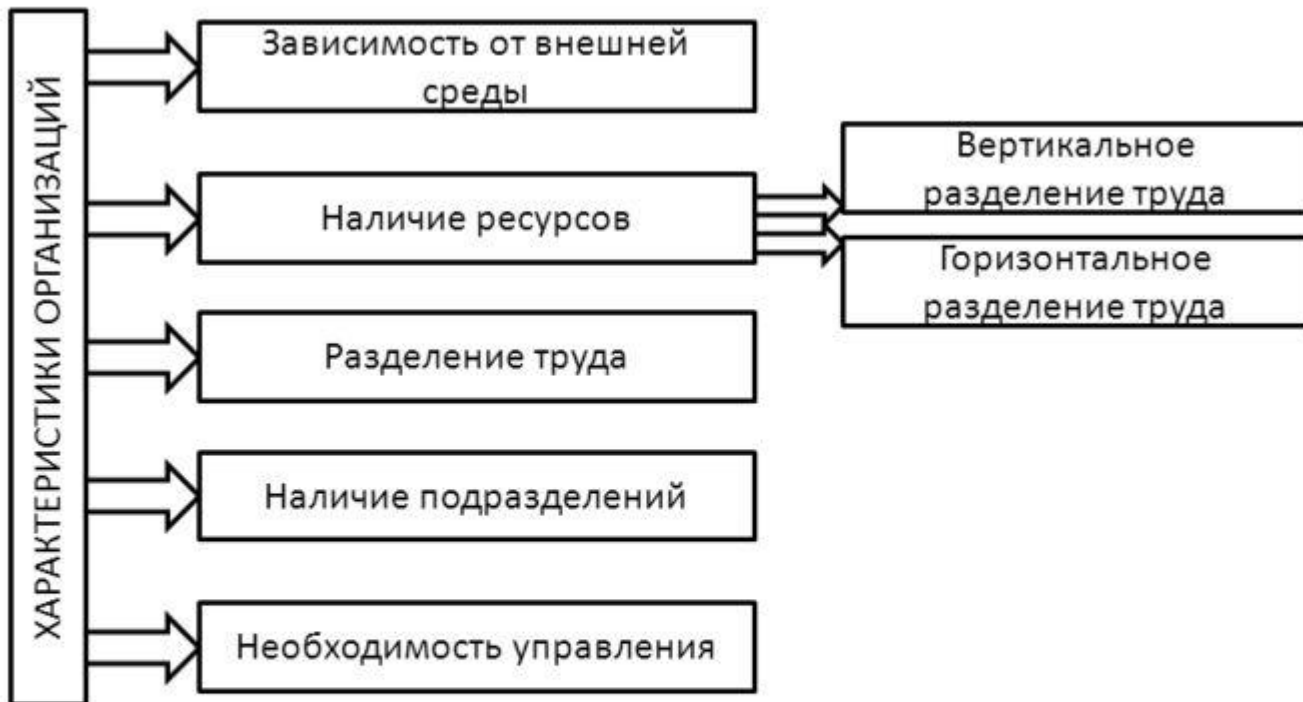 ХАРАКТЕРИСТИКИ ОРГАНИЗАЦИЙ
Зависимость от внешней
среды
Наличие ресурсов
Вертикальное
разделение труда
Горизонтальное
разделение труда
Разделение труда
Наличие подразделений
Необходимость управления